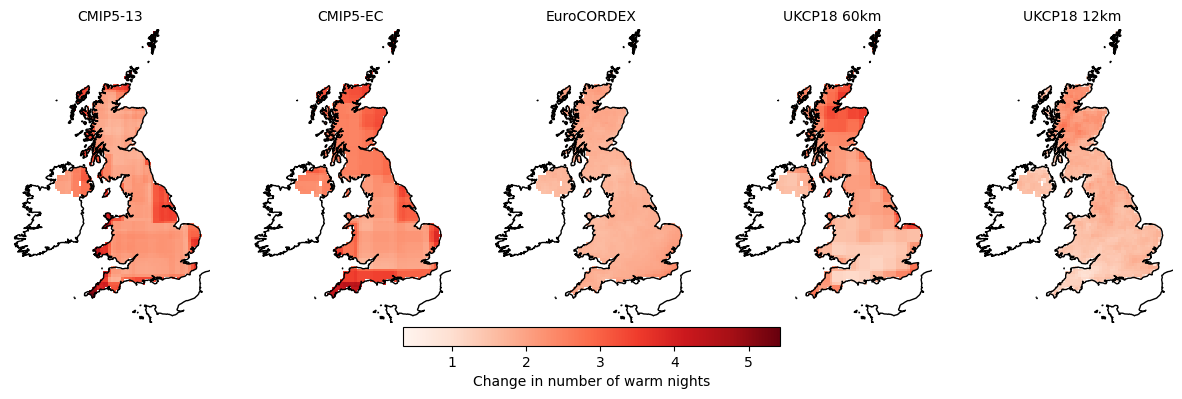 CMIP5-13 CMIP5-EC EuroCORDEX UKCP18 60km UKCP18 12km
1 2 3 4 5
Change in number of warm nights